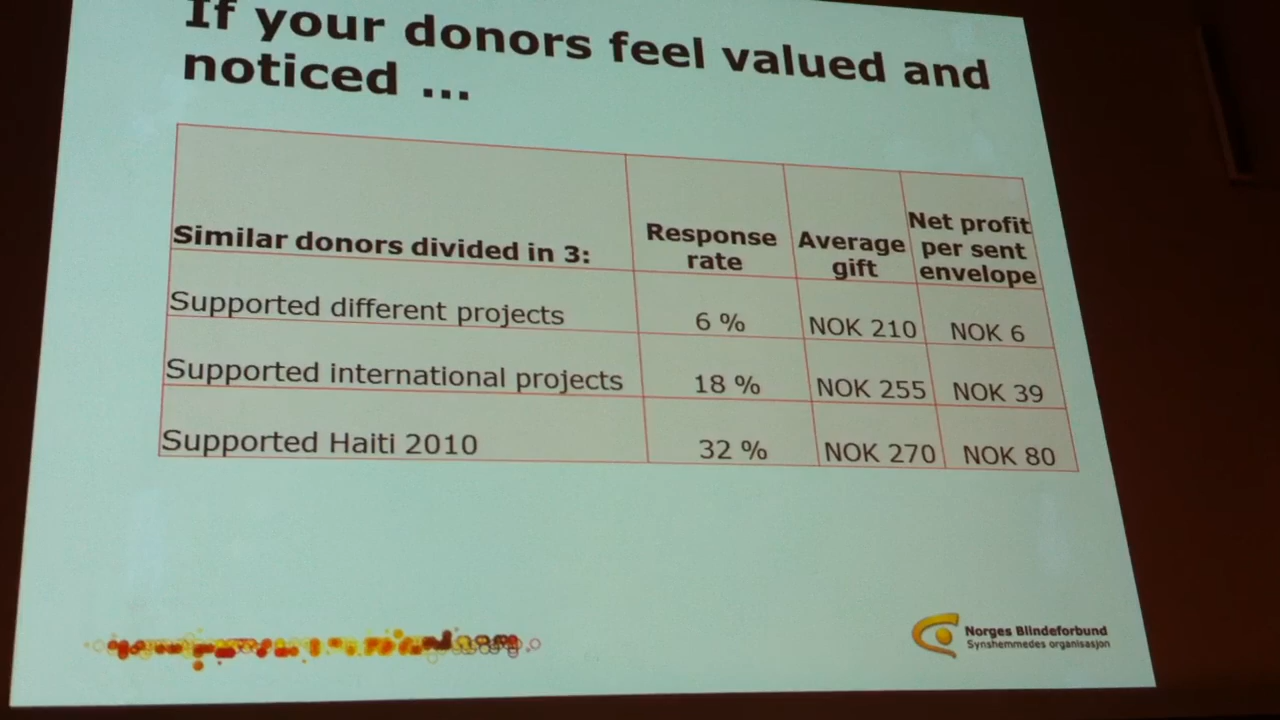 If your donors feel valued and
noticed ...
Similar donors divided in 3:
Response
rate
Average
gift
Net profit
per sent
envelope
Supported different projects
6 %
NOK 210
NOK 6
Supported international projects
18 %
NOK 255
NOK 39
Supported Haiti 2010
32 %
NOK 270
NOK 80
Norges Blindeforbund
Synshemmedes organisasjon